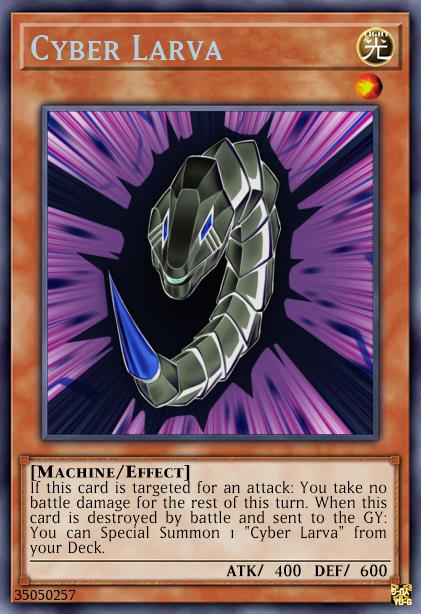 Cyber Larva
LIGHT
光
[Machine/Effect]
If this card is targeted for an attack: You take no
battle damage for the rest of this turn. When this
card is destroyed by battle and sent to the GY:
You can Special Summon 1 "Cyber Larva" from
your Deck.
ATK/ 400 DEF/ 600
35050257